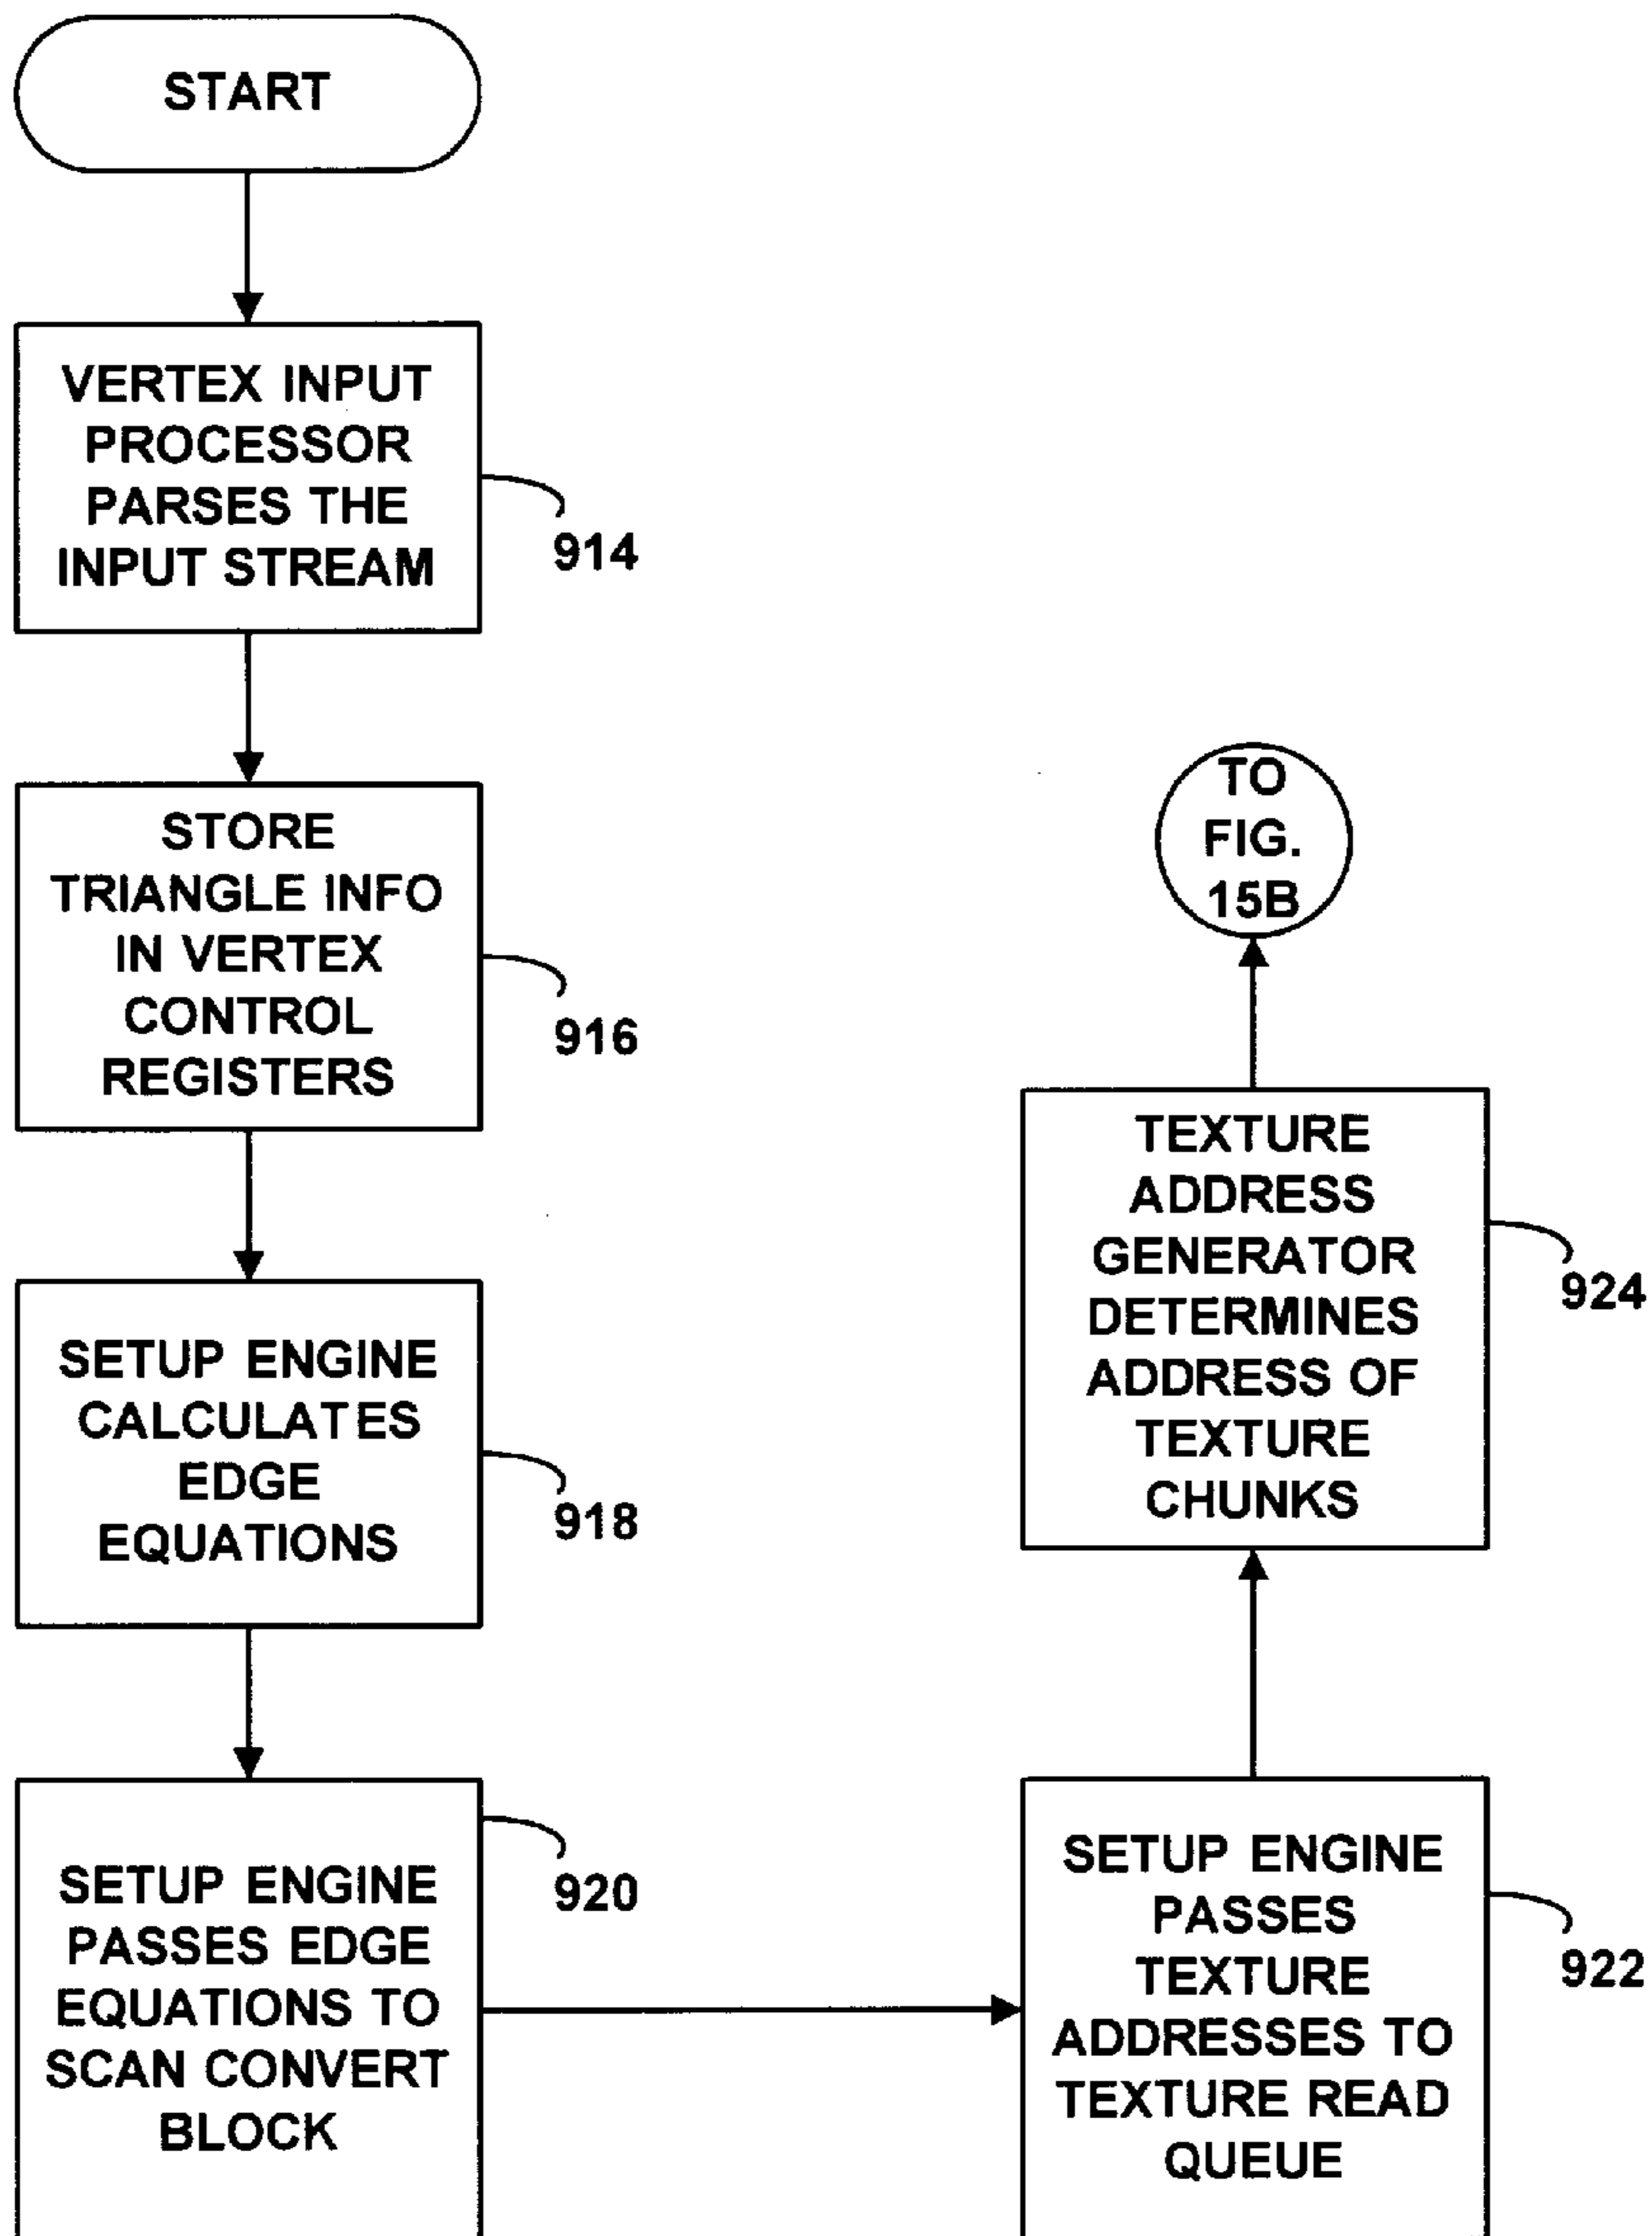 START
VERTEX INPUT
PROCESSOR
PARSES THE
INPUT STREAM
914
STORE
TRIANGLE INFO
IN VERTEX
CONTROL
REGISTERS
916
SETUP ENGINE
CALCULATES
EDGE
EQUATIONS
918
SETUP ENGINE
PASSES EDGE
EQUATIONS TO
SCAN CONVERT
BLOCK
920
SETUP ENGINE
PASSES
TEXTURE
ADDRESSES TO
TEXTURE READ
QUEUE
922
TEXTURE
ADDRESS
GENERATOR
DETERMINES
ADDRESS OF
TEXTURE
CHUNKS
924
TO
FIG.
15B